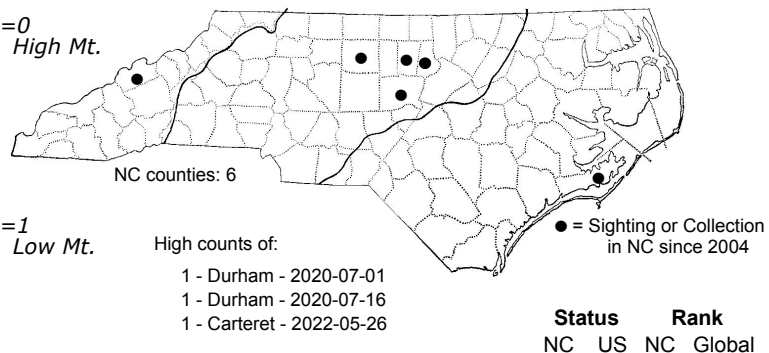 =0
High Mt.
NC counties: 6
=1
Low Mt.
High counts of:
1 - Durham - 2020-07-01
1 - Durham - 2020-07-16
1 - Carteret - 2022-05-26
● = Sighting or Collection
in NC since 2004
Status Rank
NC US NC Global